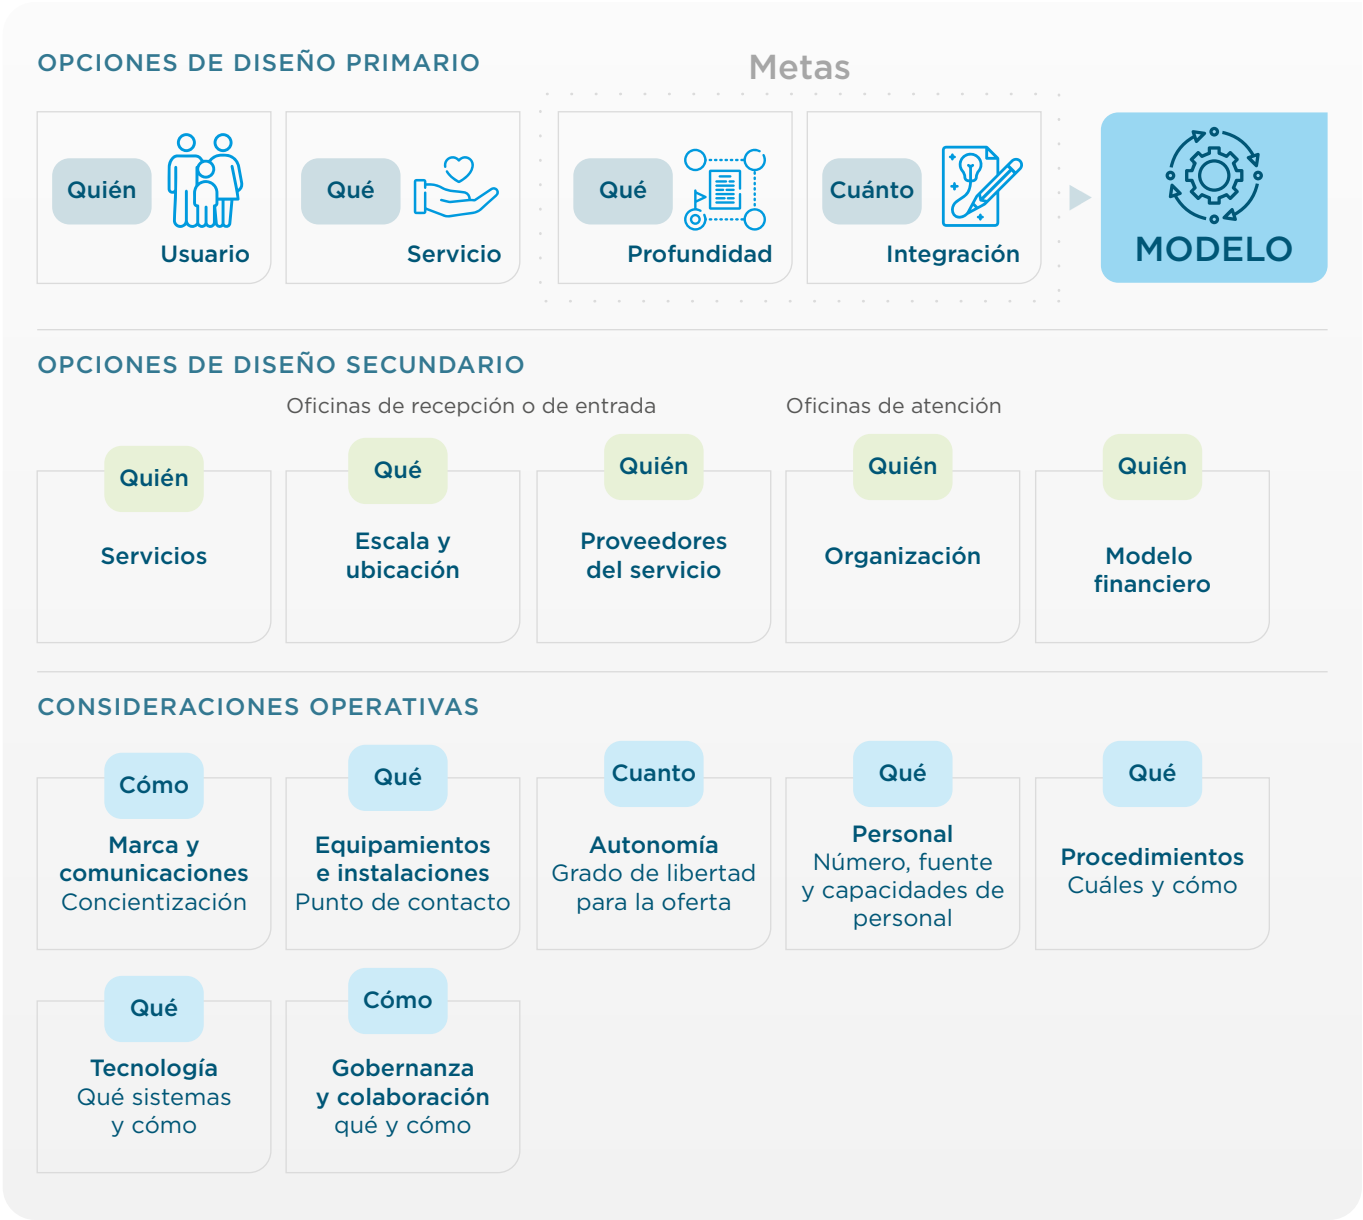 OPCIONES DE DISEÑO PRIMARIO
Metas
Quién
Usuario
Qué
Servicio
Qué
Profundidad
Cuánto
Integración
MODELO
OPCIONES DE DISEÑO SECUNDARIO
Oficinas de recepción o de entrada
Oficinas de atención
Quién
Servicios
Qué
Escala y
ubicación
Quién
Proveedores
del servicio
Quién
Organización
Quién
Modelo
financiero
CONSIDERACIONES OPERATIVAS
Cómo
Marca y
comunicaciones
Concientización
Qué
Equipamientos
e instalaciones
Punto de contacto
Cuanto
Autonomía
Grado de libertad
para la oferta
Qué
Personal
Número, fuente
y capacidades de
personal
Qué
Procedimientos
Cuáles y cómo
Qué
Tecnología
Qué sistemas
y cómo
Cómo
Gobernanza
y colaboración
qué y cómo